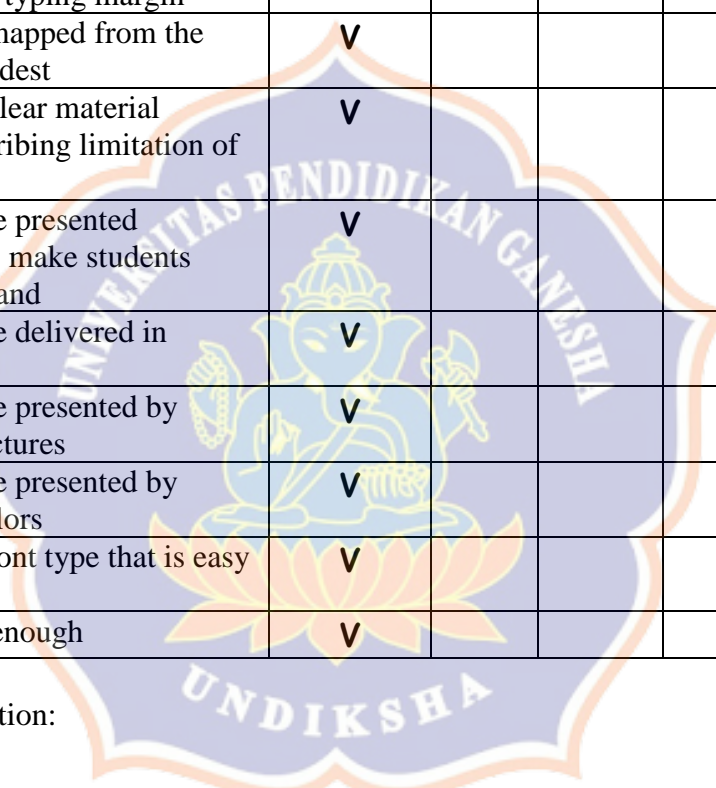 typing margin
mapped from the V
dest
lear material V
ribing limitation of
e presented V
make students
and
e delivered in V
e presented by V
ctures
e presented by V
lors
ont type that is easy V
enough V
tion:
UNIVERSITAS PENDIDIKAN GANESHA
UNDIKSHA